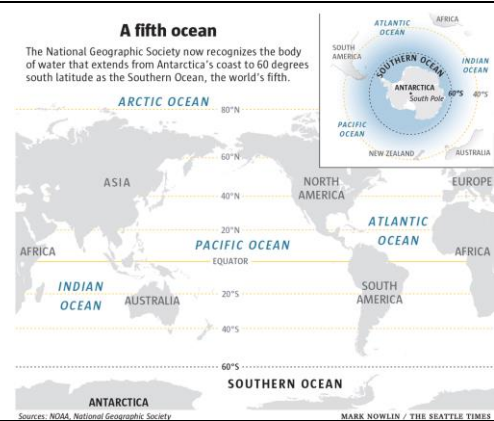 A fifth ocean
The National Geographic Society now recognizes the body
of water that extends from Antarctica's coast to 60 degrees
south latitude as the Southern Ocean, the world's fifth.
ATLANTIC
OCEAN
AFRICA
SOUTH
AMERICA
SOUTHERN OCEAN
INDIAN
OCEAN
ANTARCTICA
South Pole
60°S
40°S
PACIFIC
OCEAN
NEW ZEALAND
AUSTRALIA
ARCTIC OCEAN
80°N
60°N
ASIA
NORTH
AMERICA
EUROPE
40°N
20°N
ATLANTIC
OCEAN
PACIFIC OCEAN
AFRICA
AFRICA
EQUATOR
INDIAN
OCEAN
AUSTRALIA
20°S
SOUTH
AMERICA
40°S
60°S
SOUTHERN OCEAN
ANTARCTICA
Sources: NOAA, National Geographic Society
MARK NOWLIN / THE SEATTLE TIMES